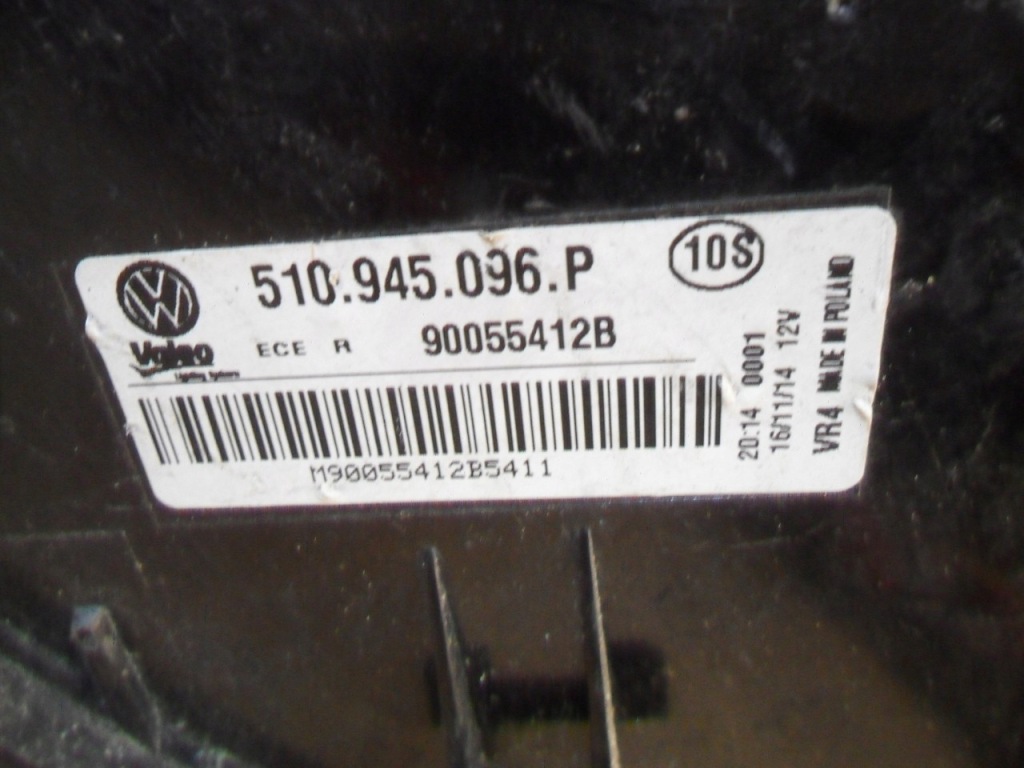 510.945.096.P
10S
Valeo
ECE R 90055412B
M90055412B5411
20:14 0001
16/11/14 12V
VR4 MADE IN POLAND